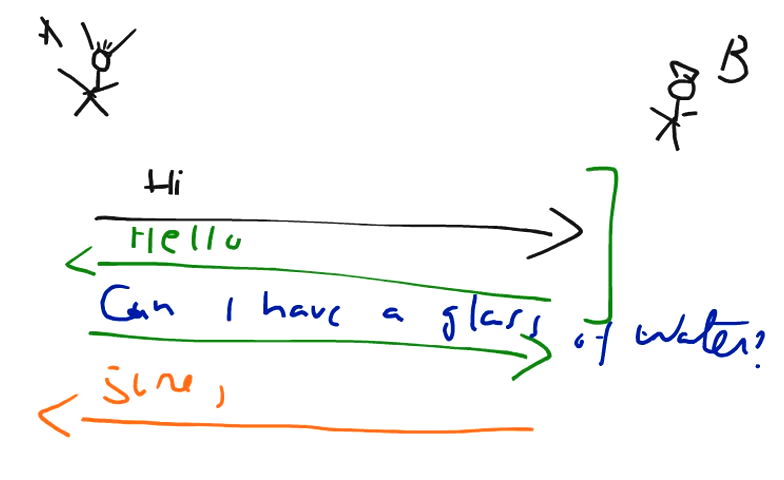 A
B
Hi
Hello
Can I have a glass of water?
sure,